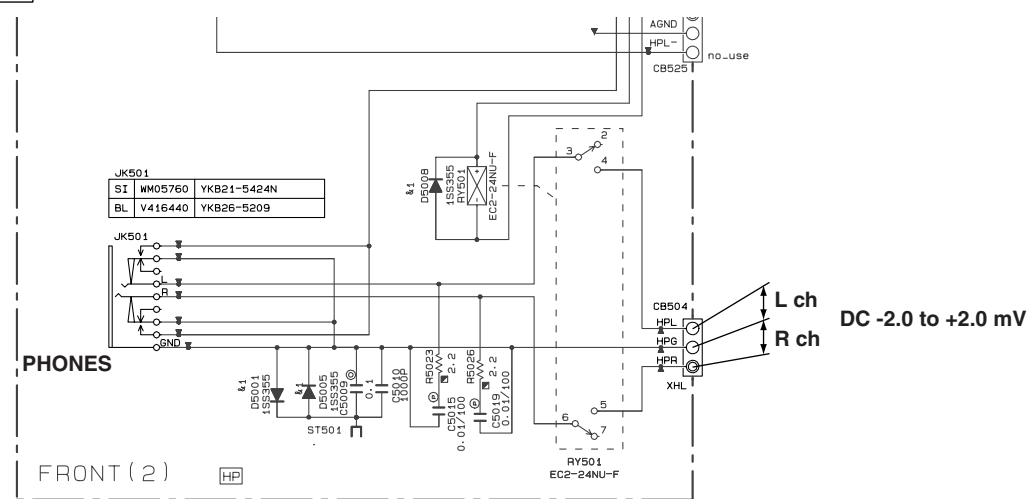 AGND
HPL-
CB525
no_use
2
3
4
&1
D5008
1SS355
RY501
EC2-24NU-F
JK501
SI WM05760 YKB21-5424N
BL V416440 YKB26-5209
JK501
L
R
GND
PHONES
CB504
HPL
HPG
HPR
XHL
L ch
R ch
DC -2.0 to +2.0 mV
&1
D5001
1SS355
&1
D5005
1SS355
C5009
0.1
C5010
1000P
R5023
2.2
C5015
0.01/100
R5026
2.2
C5019
0.01/100
ST501
5
6
7
RY501
EC2-24NU-F
FRONT(2) HP